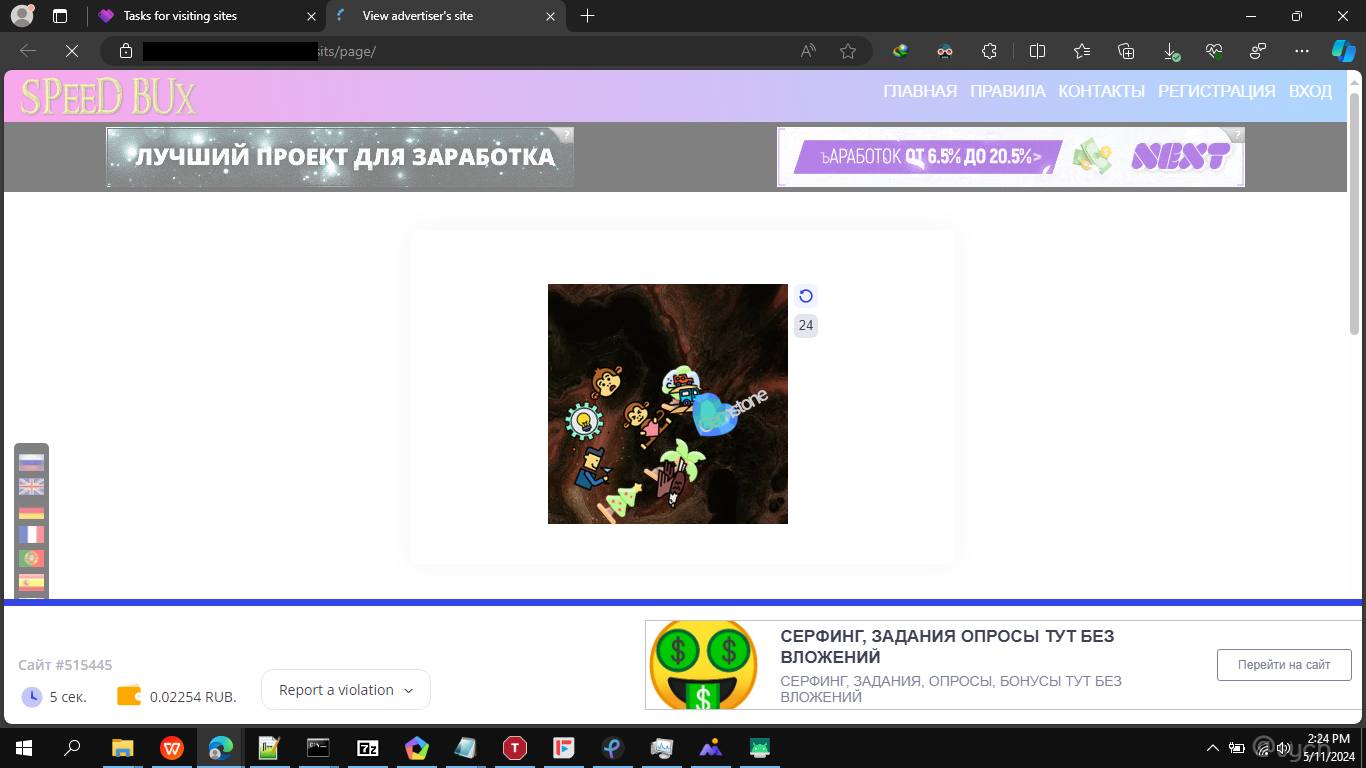 Tasks for visiting sites
View advertiser's site
sits/page/
SPEED BUX
ГЛАВНАЯ ПРАВИЛА КОНТАКТЫ РЕГИСТРАЦИЯ ВХОД
ЛУЧШИЙ ПРОЕКТ ДЛЯ ЗАРАБОТКА
?
ЪАРАБОТОК ОТ 6.5% ДО 20.5%>
NEXT
?
24
Gemstone
СЕРФИНГ, ЗАДАНИЯ ОПРОСЫ ТУТ БЕЗ
ВЛОЖЕНИЙ
СЕРФИНГ, ЗАДАНИЯ, ОПРОСЫ, БОНУСЫ ТУТ БЕЗ
ВЛОЖЕНИЙ
Перейти на сайт
Сайт #515445
5 сек.
0.02254 RUB.
Report a violation
7z
T
2:24 PM
5/11/2024